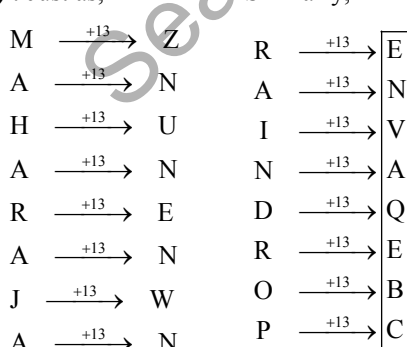 M +13 Z
A +13 N
H +13 U
A +13 N
R +13 E
A +13 N
J +13 W
A +13 N
R +13 E
A +13 N
I +13 V
N +13 A
D +13 Q
R +13 E
O +13 B
P +13 C